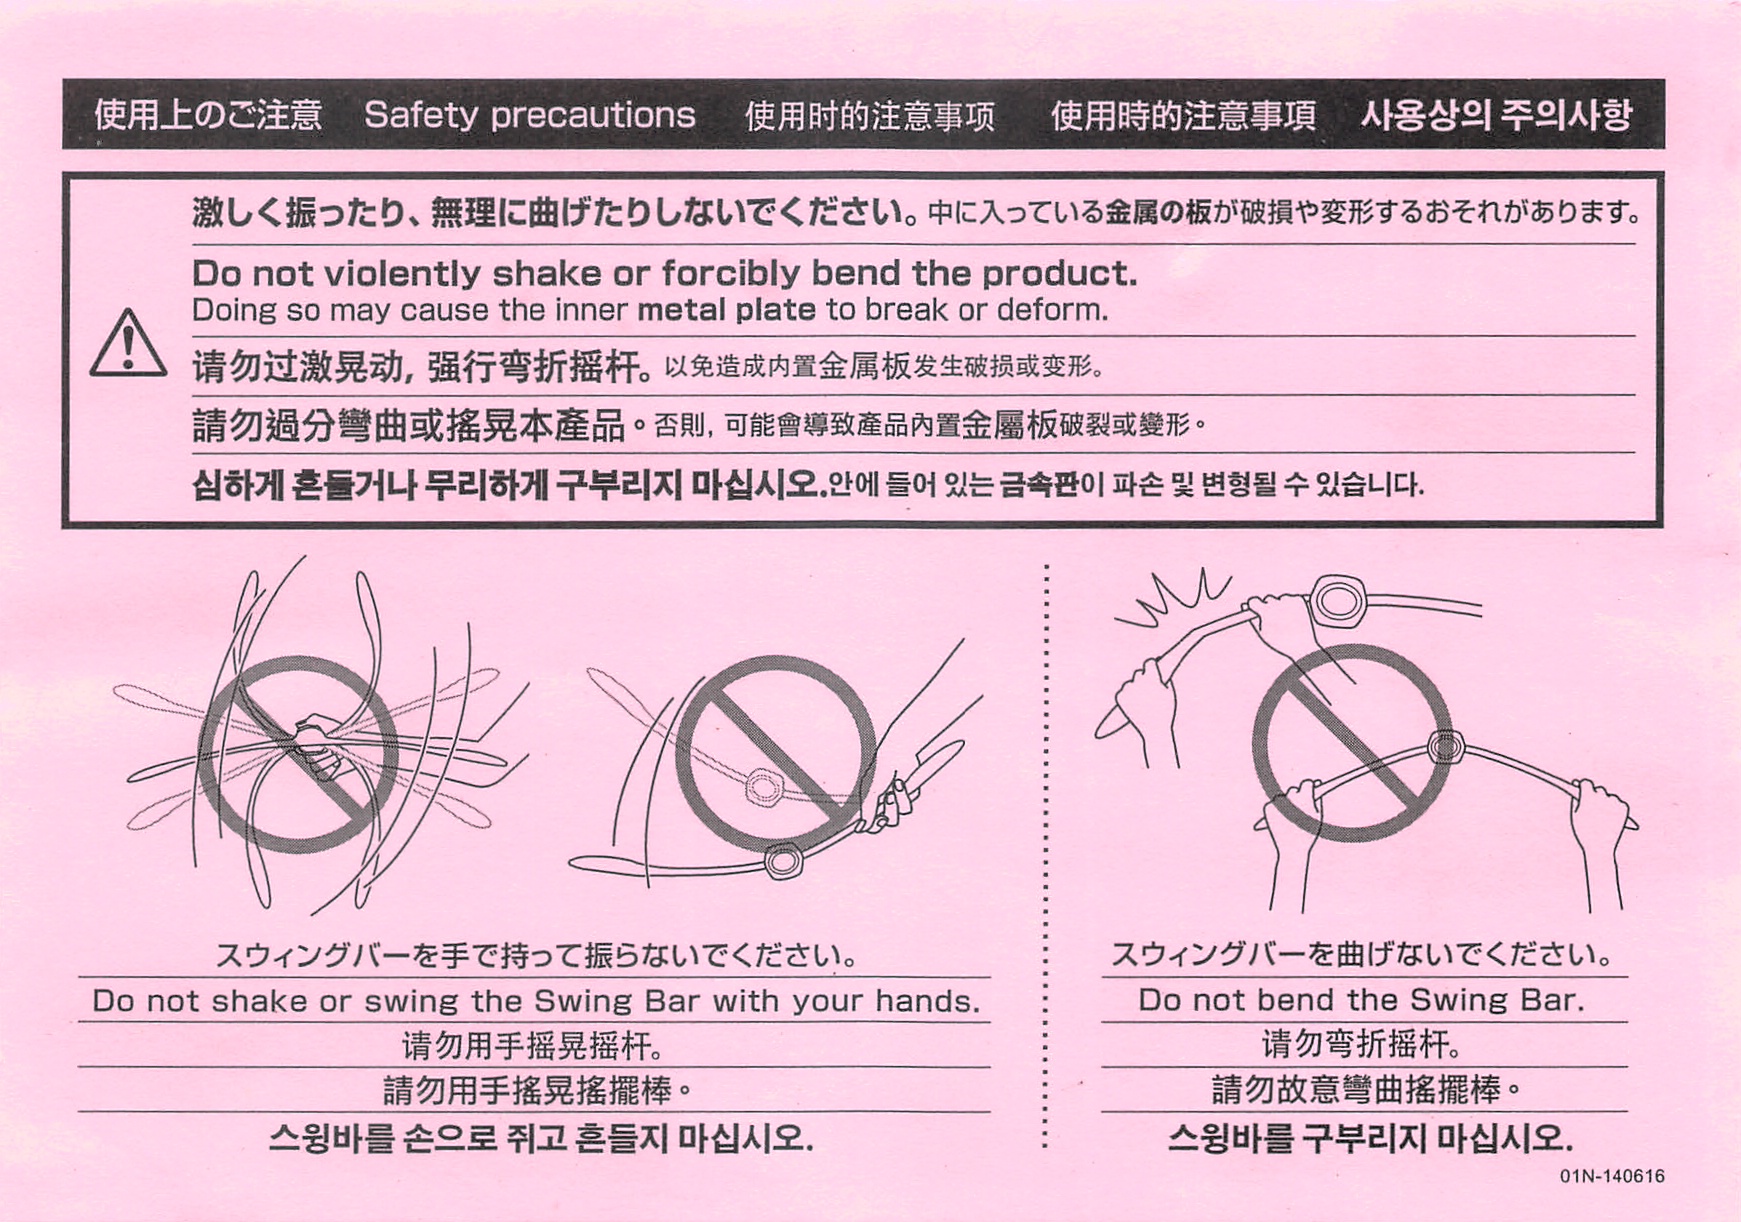 使用上のご注意 Safety precautions 使用时的注意事项 使用時的注意事項 사용상의 주의사항
激しく振ったり、無理に曲げたりしないでください。中に入っている金属の板が破損や変形するおそれがあります。
Do not violently shake or forcibly bend the product.
Doing so may cause the inner metal plate to break or deform.
请勿过激晃动, 强行弯折摇杆。以免造成内置金属板发生破损或变形。
請勿過分彎曲或搖晃本產品。否則, 可能會導致產品內置金屬板破裂或變形。
심하게 흔들거나 무리하게 구부리지 마십시오.안에 들어 있는 금속판이 파손 및 변형될 수 있습니다.
スウィングバーを手で持って振らないでください。
Do not shake or swing the Swing Bar with your hands.
请勿用手摇晃摇杆。
請勿用手搖晃搖擺棒。
스윙바를 손으로 쥐고 흔들지 마십시오.
スウィングバーを曲げないでください。
Do not bend the Swing Bar.
请勿弯折摇杆。
請勿故意彎曲搖擺棒。
스윙바를 구부리지 마십시오.
01N-140616